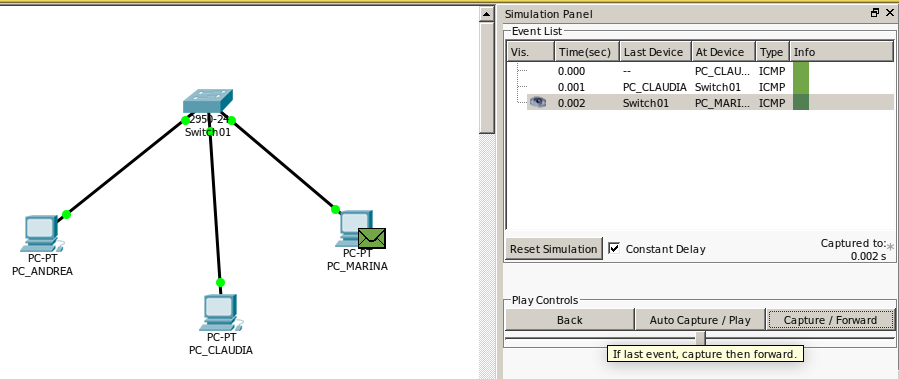 2950-24
Switch01
PC-PT
PC_ANDREA
PC-PT
PC_MARINA
PC-PT
PC_CLAUDIA
Simulation Panel
Event List
Vis. Time(sec) Last Device At Device Type Info
0.000 -- PC_CLAU... ICMP
0.001 PC_CLAUDIA Switch01 ICMP
0.002 Switch01 PC_MARI... ICMP
Reset Simulation Constant Delay Captured to: *
0.002 s
Play Controls
Back Auto Capture / Play Capture / Forward
If last event, capture then forward.